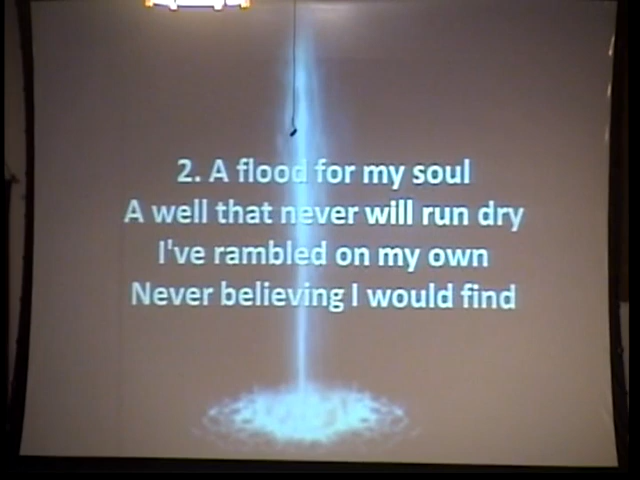 2. A flood for my soul
A well that never will run dry
I've rambled on my own
Never believing I would find